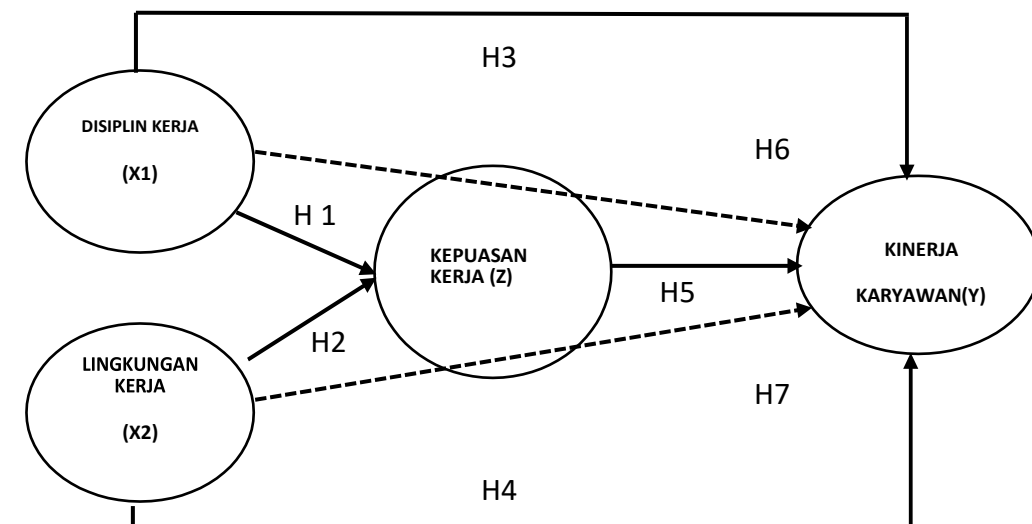 H3
DISIPLIN KERJA
(X1)
H6
H 1
KEPUASAN
KERJA (Z)
KINERJA
KARYAWAN(Y)
H5
H2
LINGKUNGAN
KERJA
(X2)
H7
H4